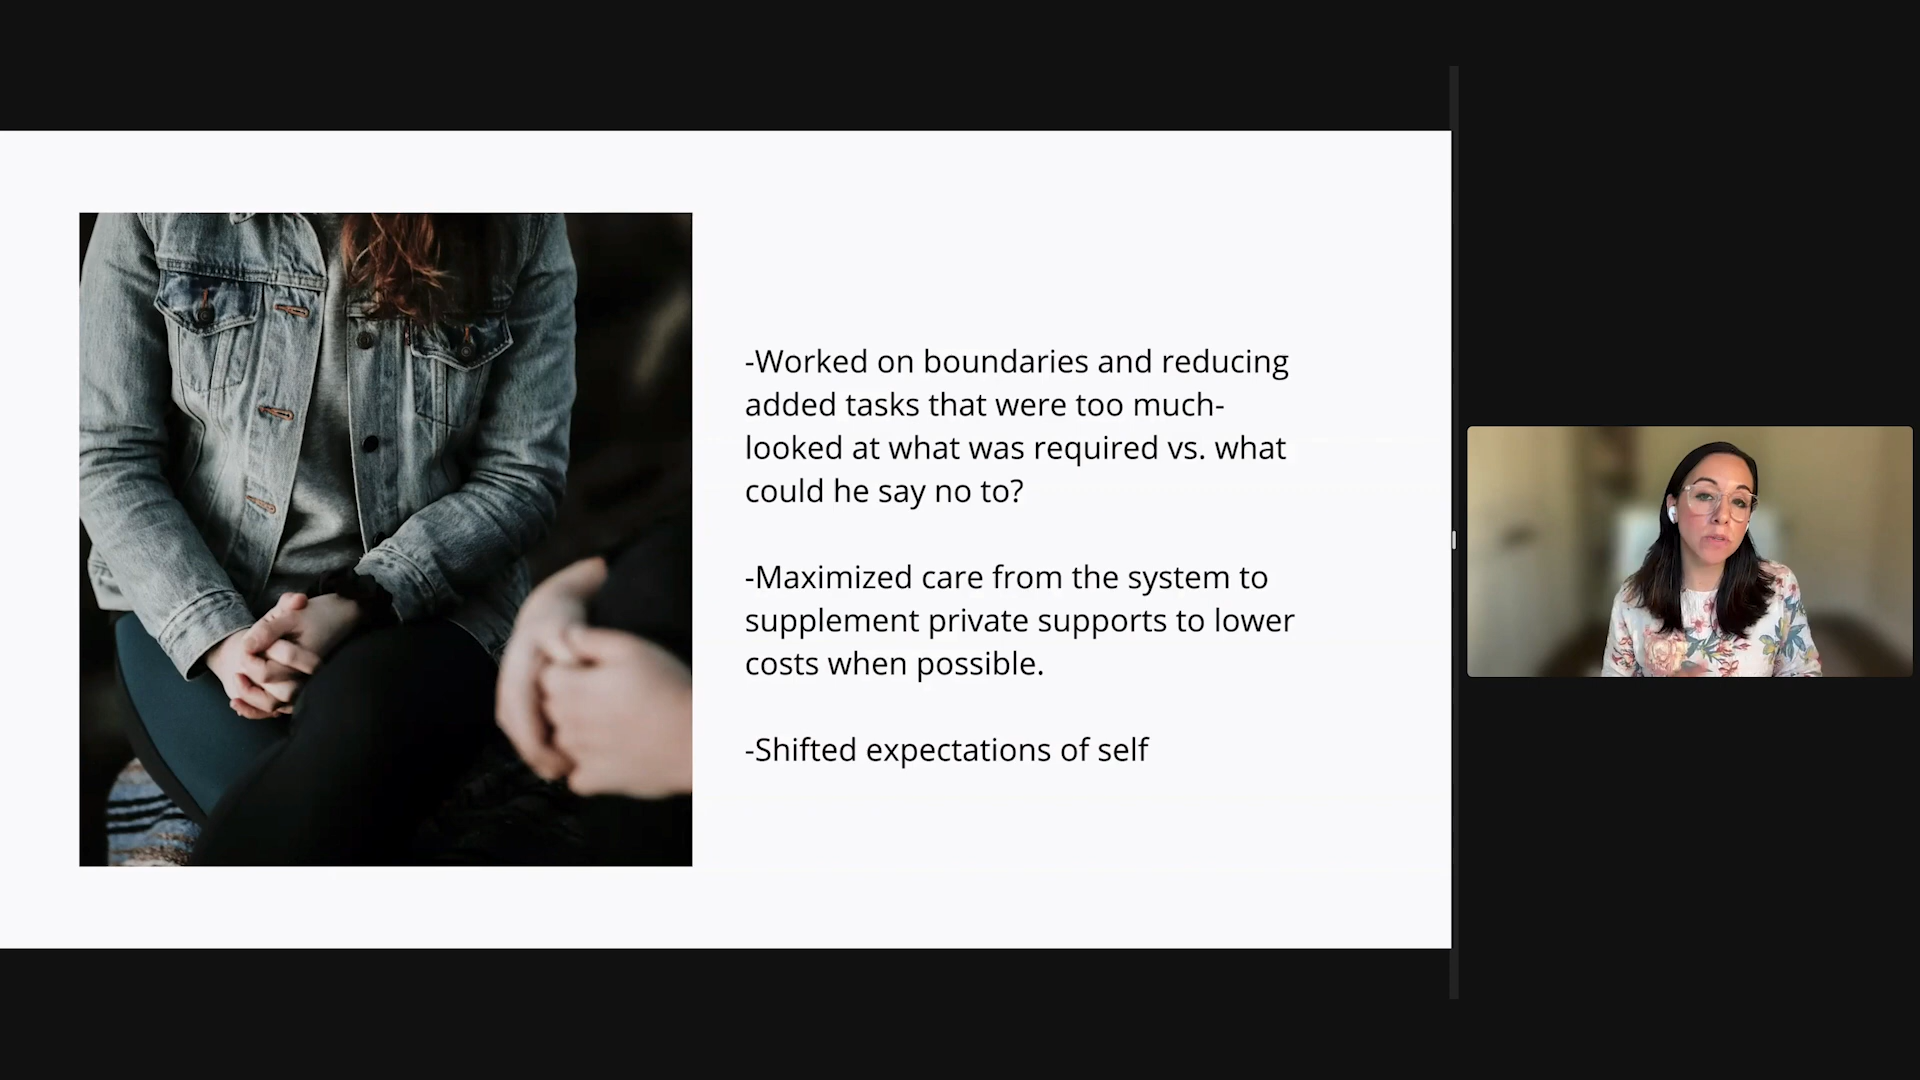 -Worked on boundaries and reducing
added tasks that were too much-
looked at what was required vs. what
could he say no to?
-Maximized care from the system to
supplement private supports to lower
costs when possible.
-Shifted expectations of self